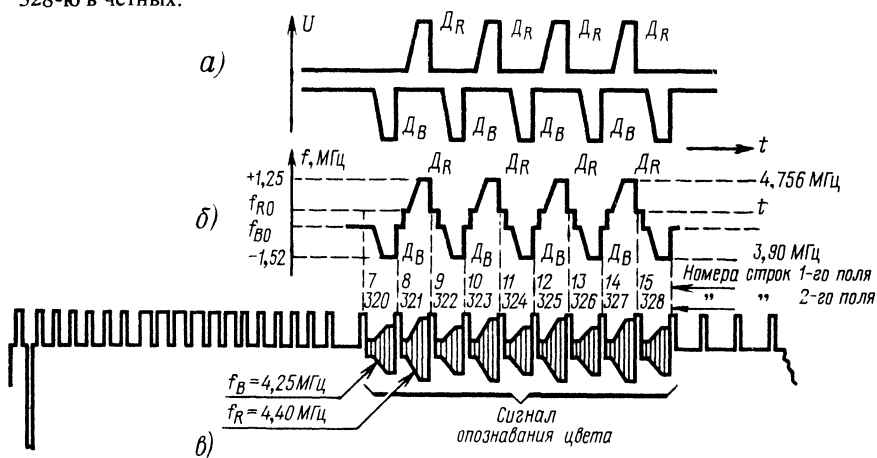 328-ю в четных.
U
а)
Д_R Д_R Д_R Д_R
Д_B Д_B Д_B Д_B
t
f, МГц
Д_R Д_R Д_R Д_R
+1,25
4,756 МГц
f_R0
t
б)
f_B0
-1,52
Д_B Д_B Д_B Д_B
3,90 МГц
7 8 9 10 11 12 13 14 15
Номера строк 1-го поля
320 321 322 323 324 325 326 327 328
" " 2-го поля
f_B = 4,25 МГц
f_R = 4,40 МГц
в)
Сигнал
опознавания цвета